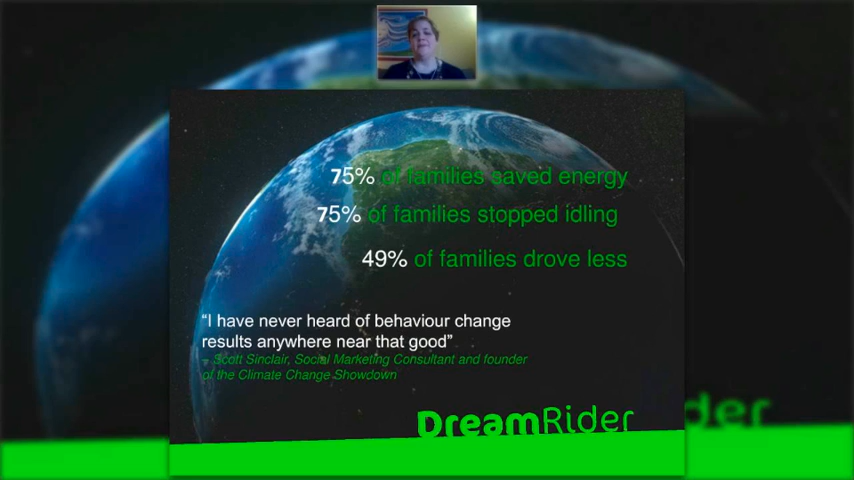 75% of families saved energy
75% of families stopped idling
49% of families drove less
“I have never heard of behaviour change
results anywhere near that good”
– Scott Sinclair, Social Marketing Consultant and founder
of the Climate Change Showdown
DreamRider
der